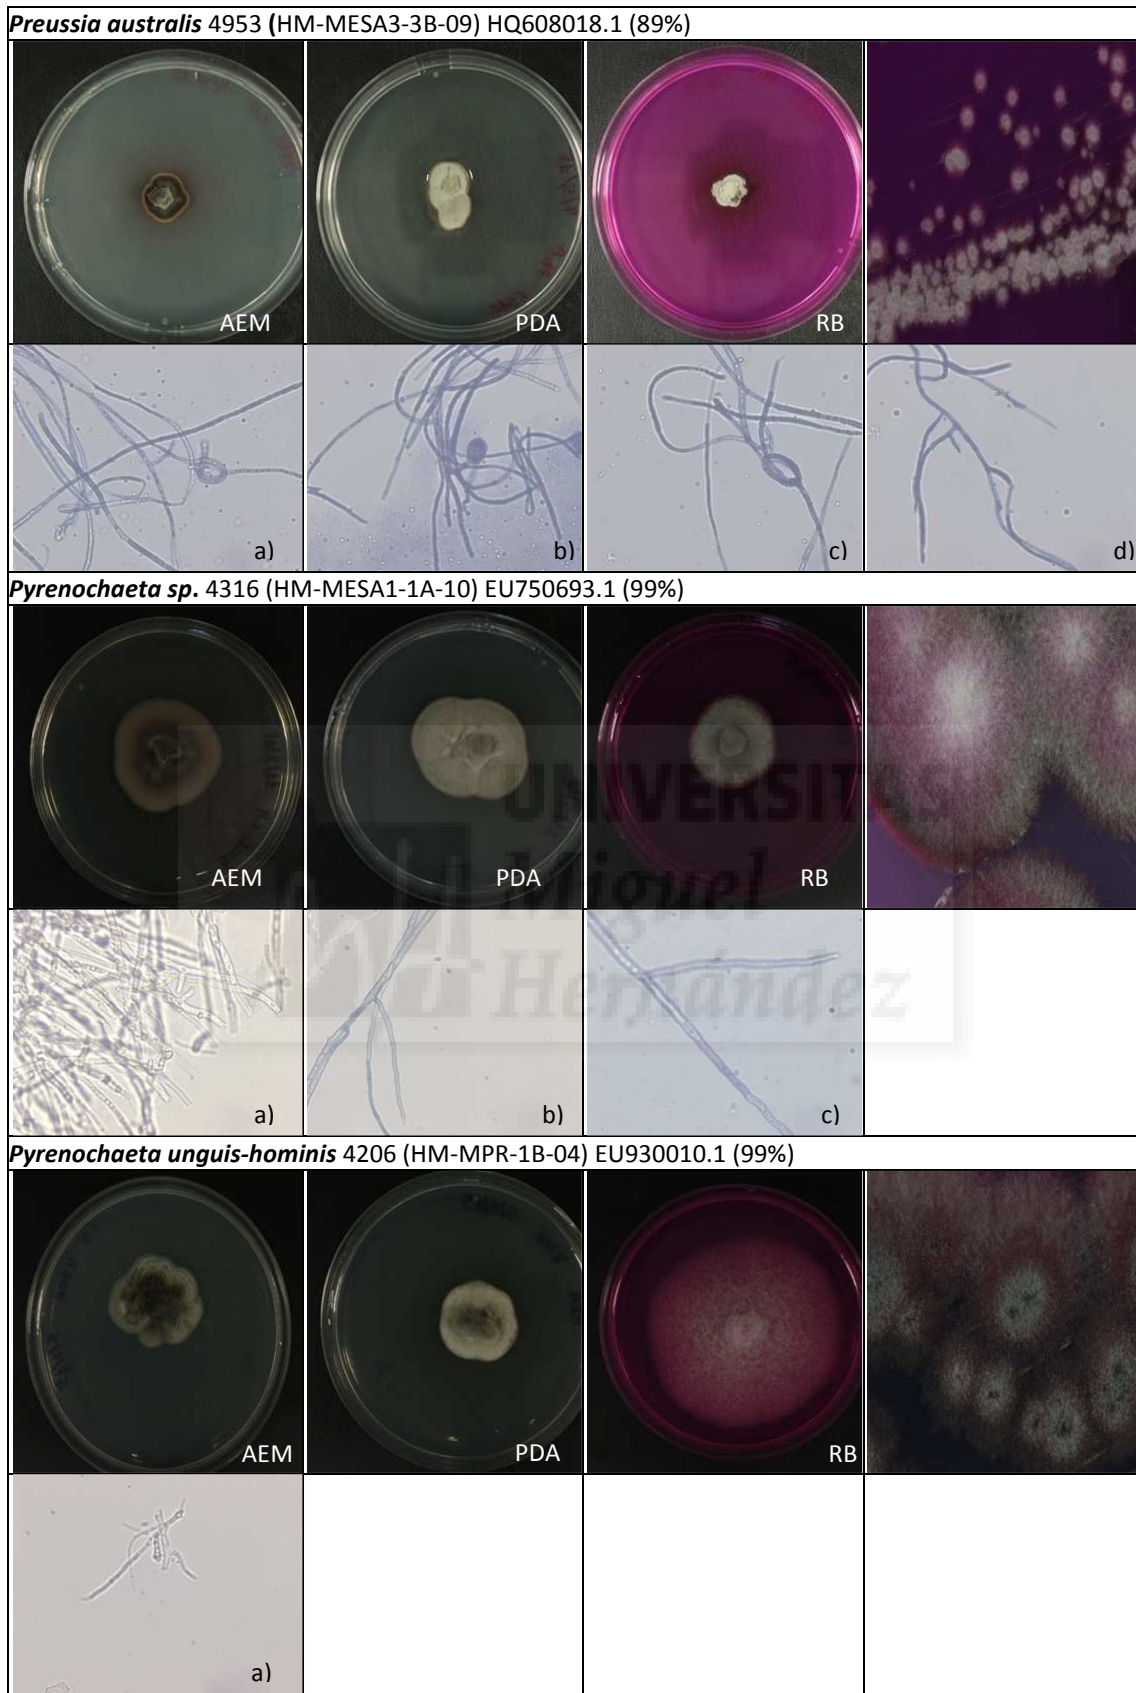 Preussia australis 4953 (HM-MESA3-3B-09) HQ608018.1 (89%)
AEM
PDA
RB
a)
b)
c)
d)
Pyrenochaeta sp. 4316 (HM-MESA1-1A-10) EU750693.1 (99%)
AEM
PDA
RB
UNIVERSITAS
Miguel
Hernández
a)
b)
c)
Pyrenochaeta unguis-hominis 4206 (HM-MPR-1B-04) EU930010.1 (99%)
AEM
PDA
RB
a)